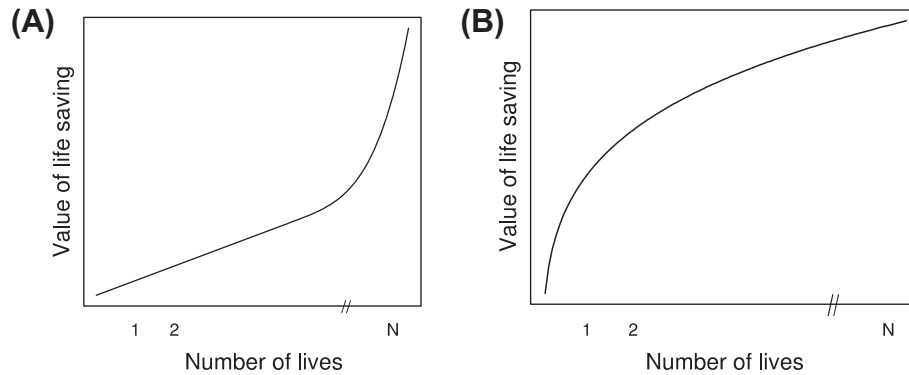 (A)
Value of life saving
1 2 N
Number of lives
(B)
Value of life saving
1 2 N
Number of lives